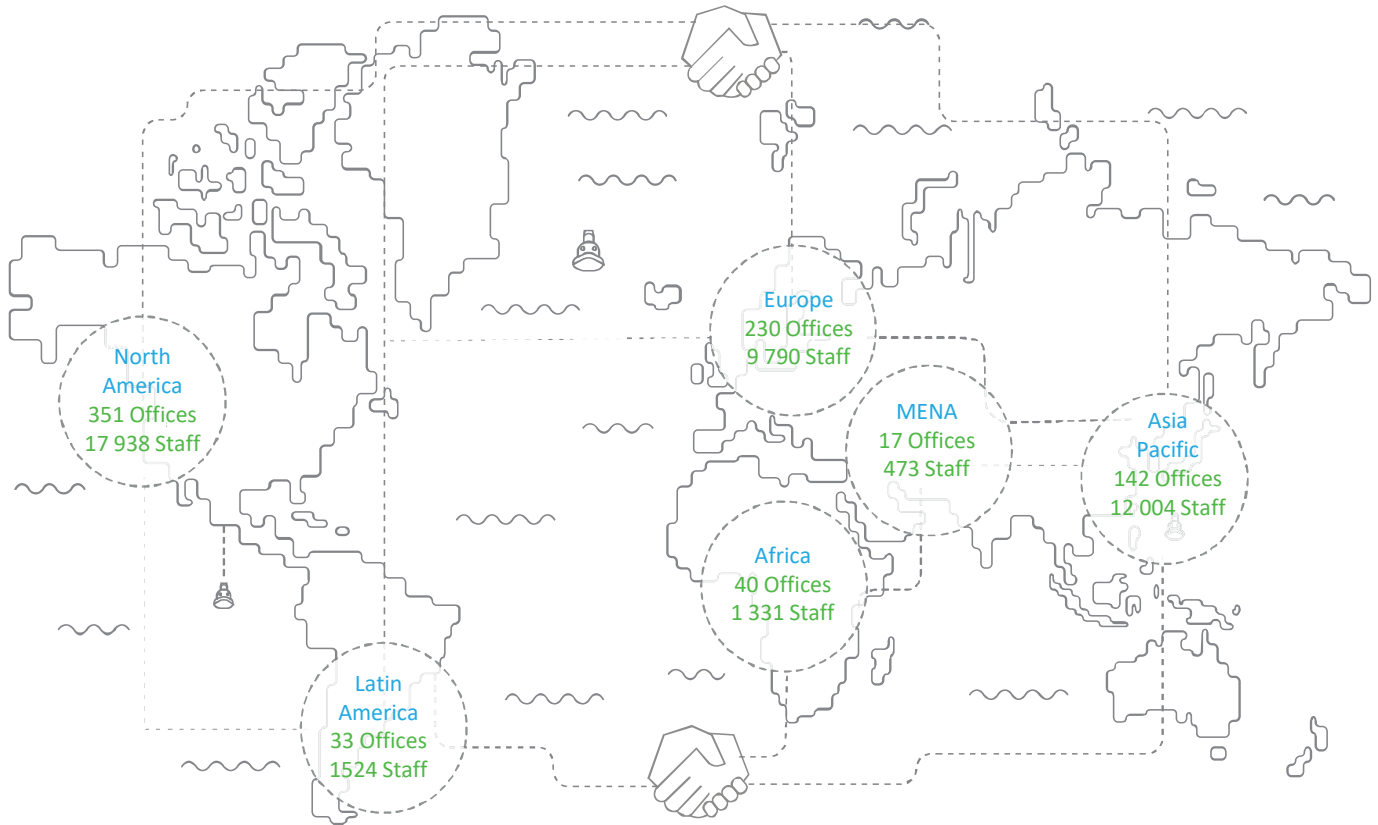 North
America
351 Offices
17 938 Staff
Europe
230 Offices
9 790 Staff
MENA
17 Offices
473 Staff
Asia
Pacific
142 Offices
12 004 Staff
Africa
40 Offices
1 331 Staff
Latin
America
33 Offices
1524 Staff